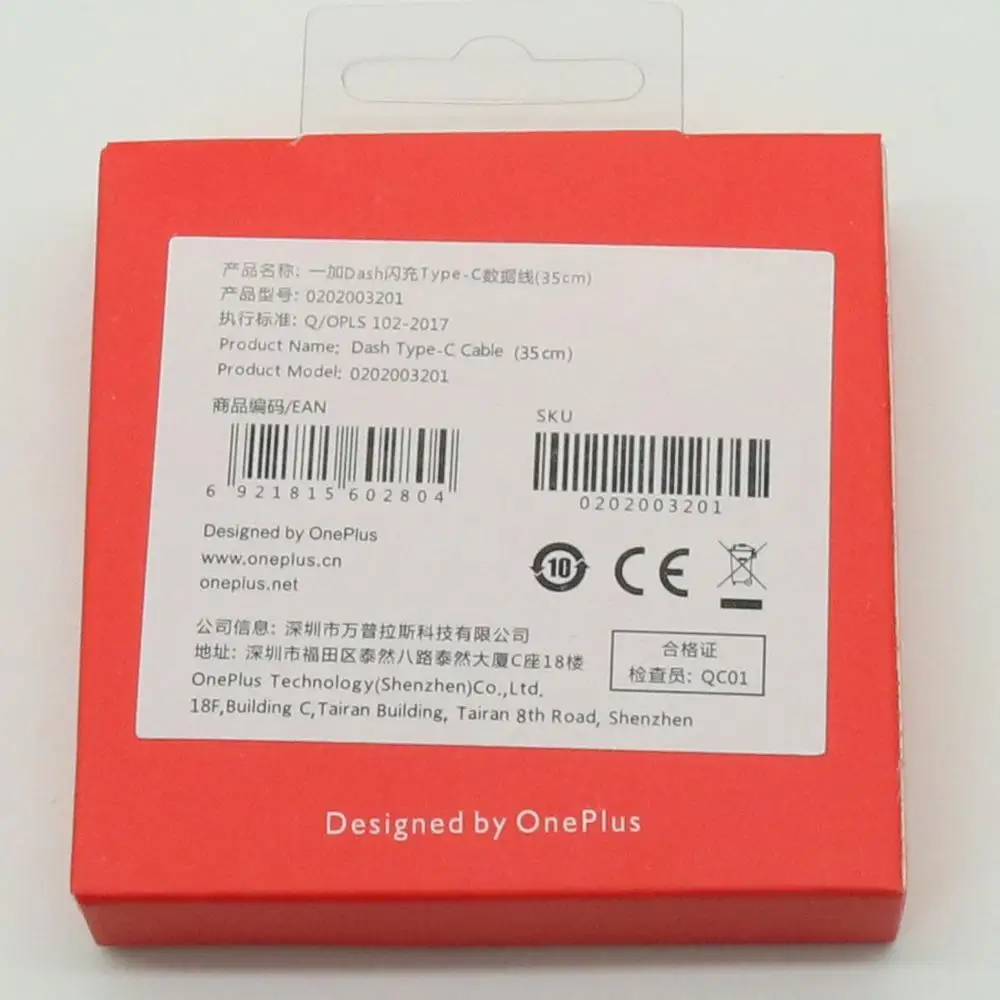 产品名称: 一加Dash闪充Type-C数据线(35cm)
产品型号: 0202003201
执行标准: Q/OPLS 102-2017
Product Name: Dash Type-C Cable (35cm)
Product Model: 0202003201
商品编码/EAN
SKU
6 921815 602804
0202003201
Designed by OnePlus
www.oneplus.cn
oneplus.net
10
CE
公司信息: 深圳市万普拉斯科技有限公司
地址: 深圳市福田区泰然八路泰然大厦C座18楼
OnePlus Technology(Shenzhen)Co.,Ltd.
18F,Building C,Tairan Building, Tairan 8th Road, Shenzhen
合格证
检查员: QC01
Designed by OnePlus